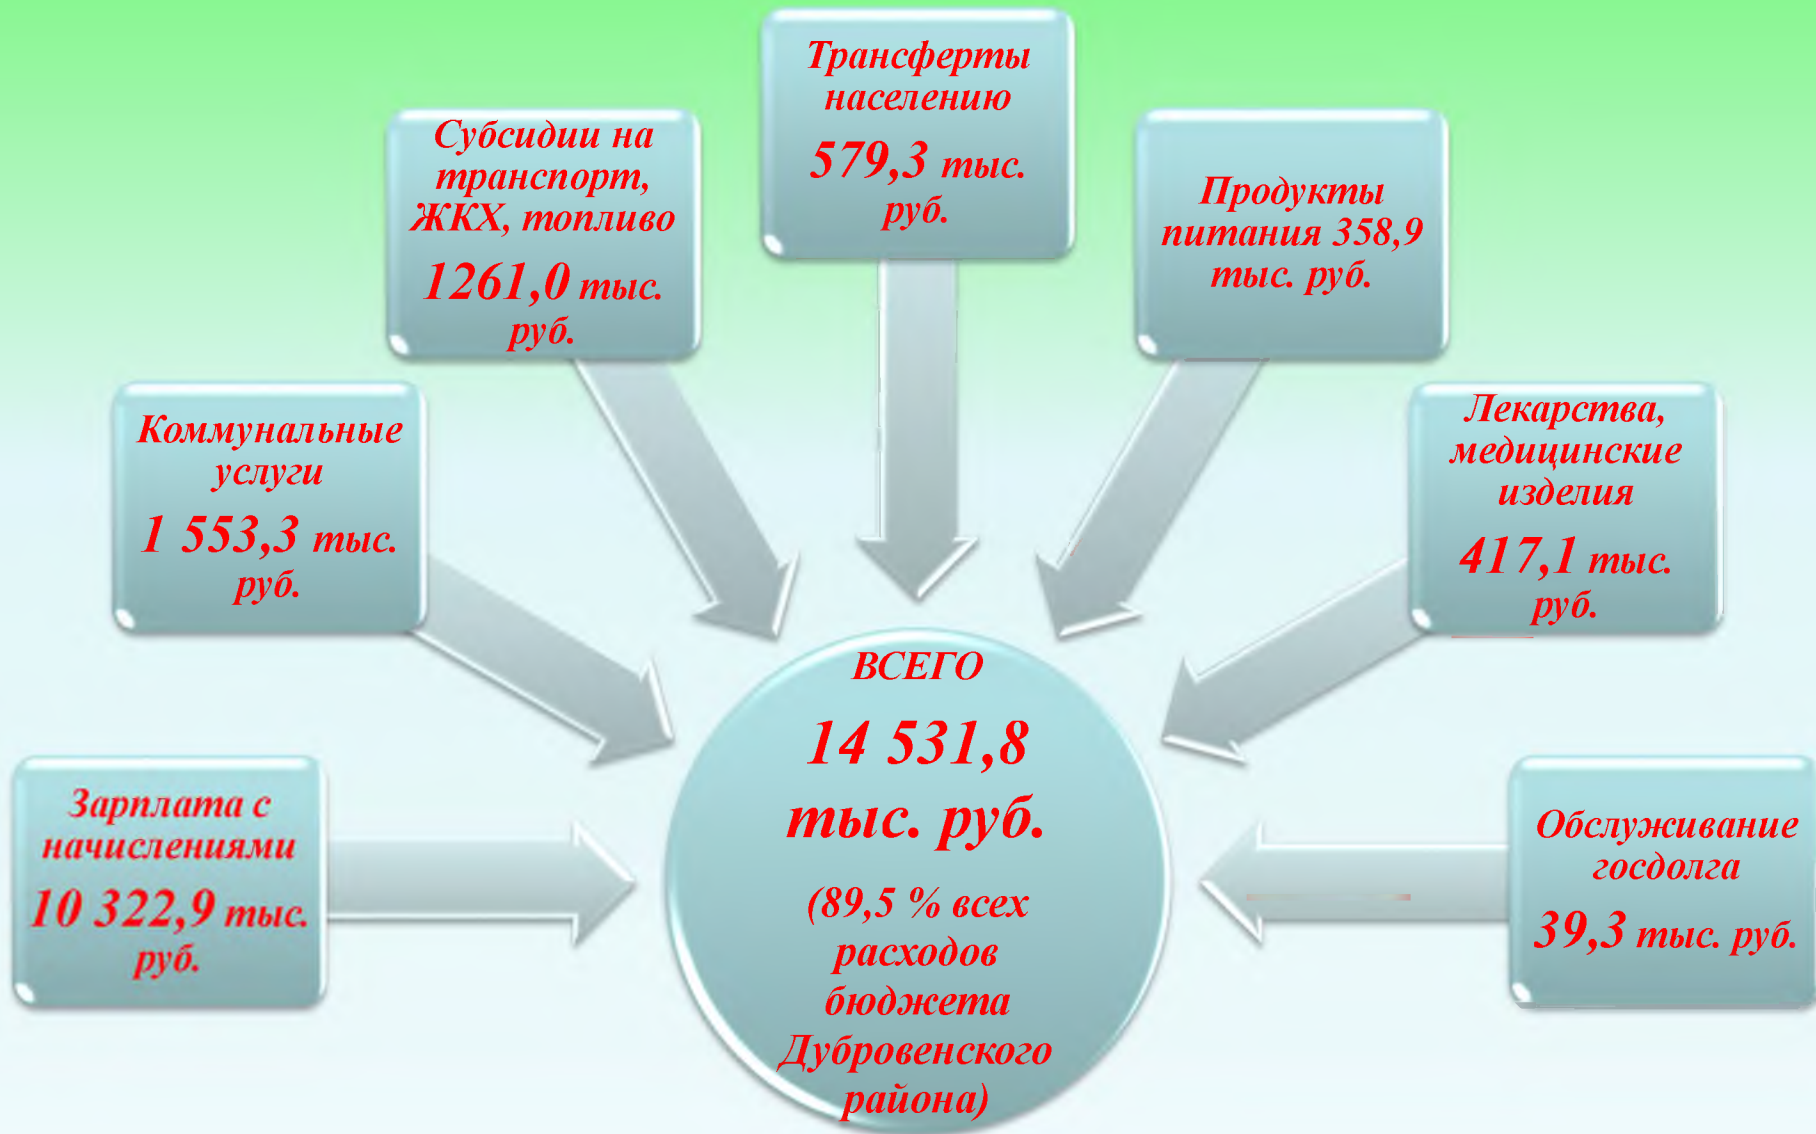 Трансферты
населению
579,3 тыс.
руб.
Субсидии на
транспорт,
ЖКХ, топливо
1261,0 тыс.
руб.
Продукты
питания 358,9
тыс. руб.
Коммунальные
услуги
1 553,3 тыс.
руб.
Лекарства,
медицинские
изделия
417,1 тыс.
руб.
Зарплата с
начислениями
10 322,9 тыс.
руб.
ВСЕГО
14 531,8
тыс. руб.
(89,5 % всех
расходов
бюджета
Дубровенского
района)
Обслуживание
госдолга
39,3 тыс. руб.